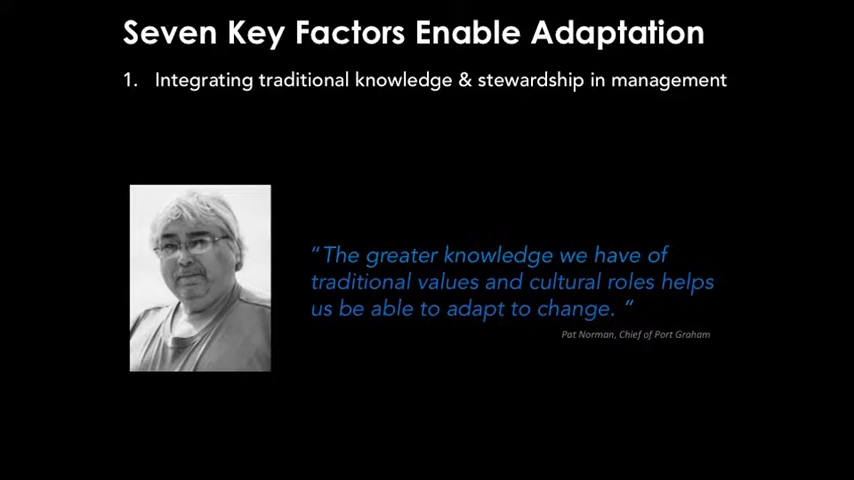 Seven Key Factors Enable Adaptation
1. Integrating traditional knowledge & stewardship in management
“The greater knowledge we have of
traditional values and cultural roles helps
us be able to adapt to change. ”
Pat Norman, Chief of Port Graham